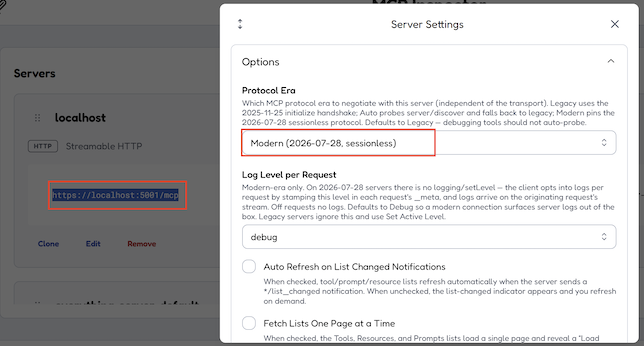 Server Settings
Servers
localhost
HTTP Streamable HTTP
https://localhost:5001/mcp
Clone Edit Remove
Options
Protocol Era
Which MCP protocol era to negotiate with this server (independent of the transport). Legacy uses the
2025-11-25 initialize handshake; Auto probes server/discover and falls back to legacy; Modern pins the
2026-07-28 sessionless protocol. Defaults to Legacy — debugging tools should not auto-probe.
Modern (2026-07-28, sessionless)
Log Level per Request
Modern-era only. On 2026-07-28 servers there is no logging/setLevel — the client opts into logs per
request by stamping this level in each request's _meta, and logs arrive on the originating request's
stream. Off requests no logs. Defaults to Debug so a modern connection surfaces server logs out of the
box. Legacy servers ignore this and use Set Active Level.
debug
Auto Refresh on List Changed Notifications
When checked, tool/prompt/resource lists refresh automatically when the server sends a
*/list_changed notification. When unchecked, the list-changed indicator appears and you refresh
on demand.
Fetch Lists One Page at a Time
When checked, the Tools, Resources, and Prompts lists load a single page and reveal a "Load